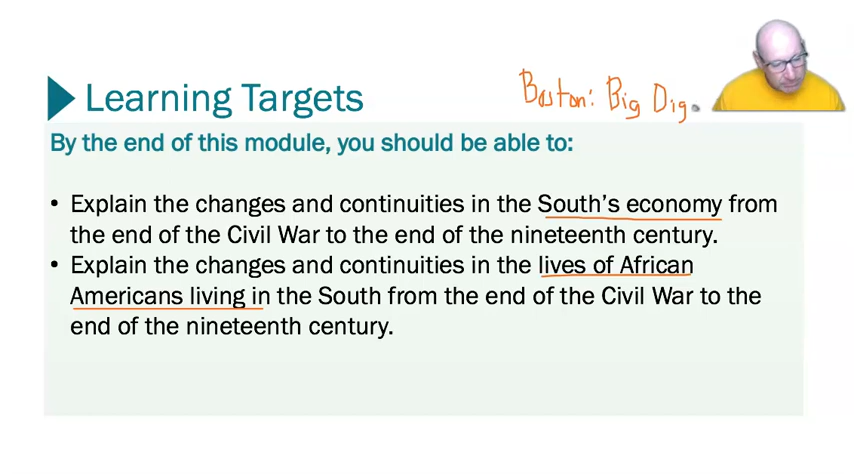 Learning Targets
Boston: Big Dig.
By the end of this module, you should be able to:
• Explain the changes and continuities in the South's economy from
the end of the Civil War to the end of the nineteenth century.
• Explain the changes and continuities in the lives of African
Americans living in the South from the end of the Civil War to the
end of the nineteenth century.